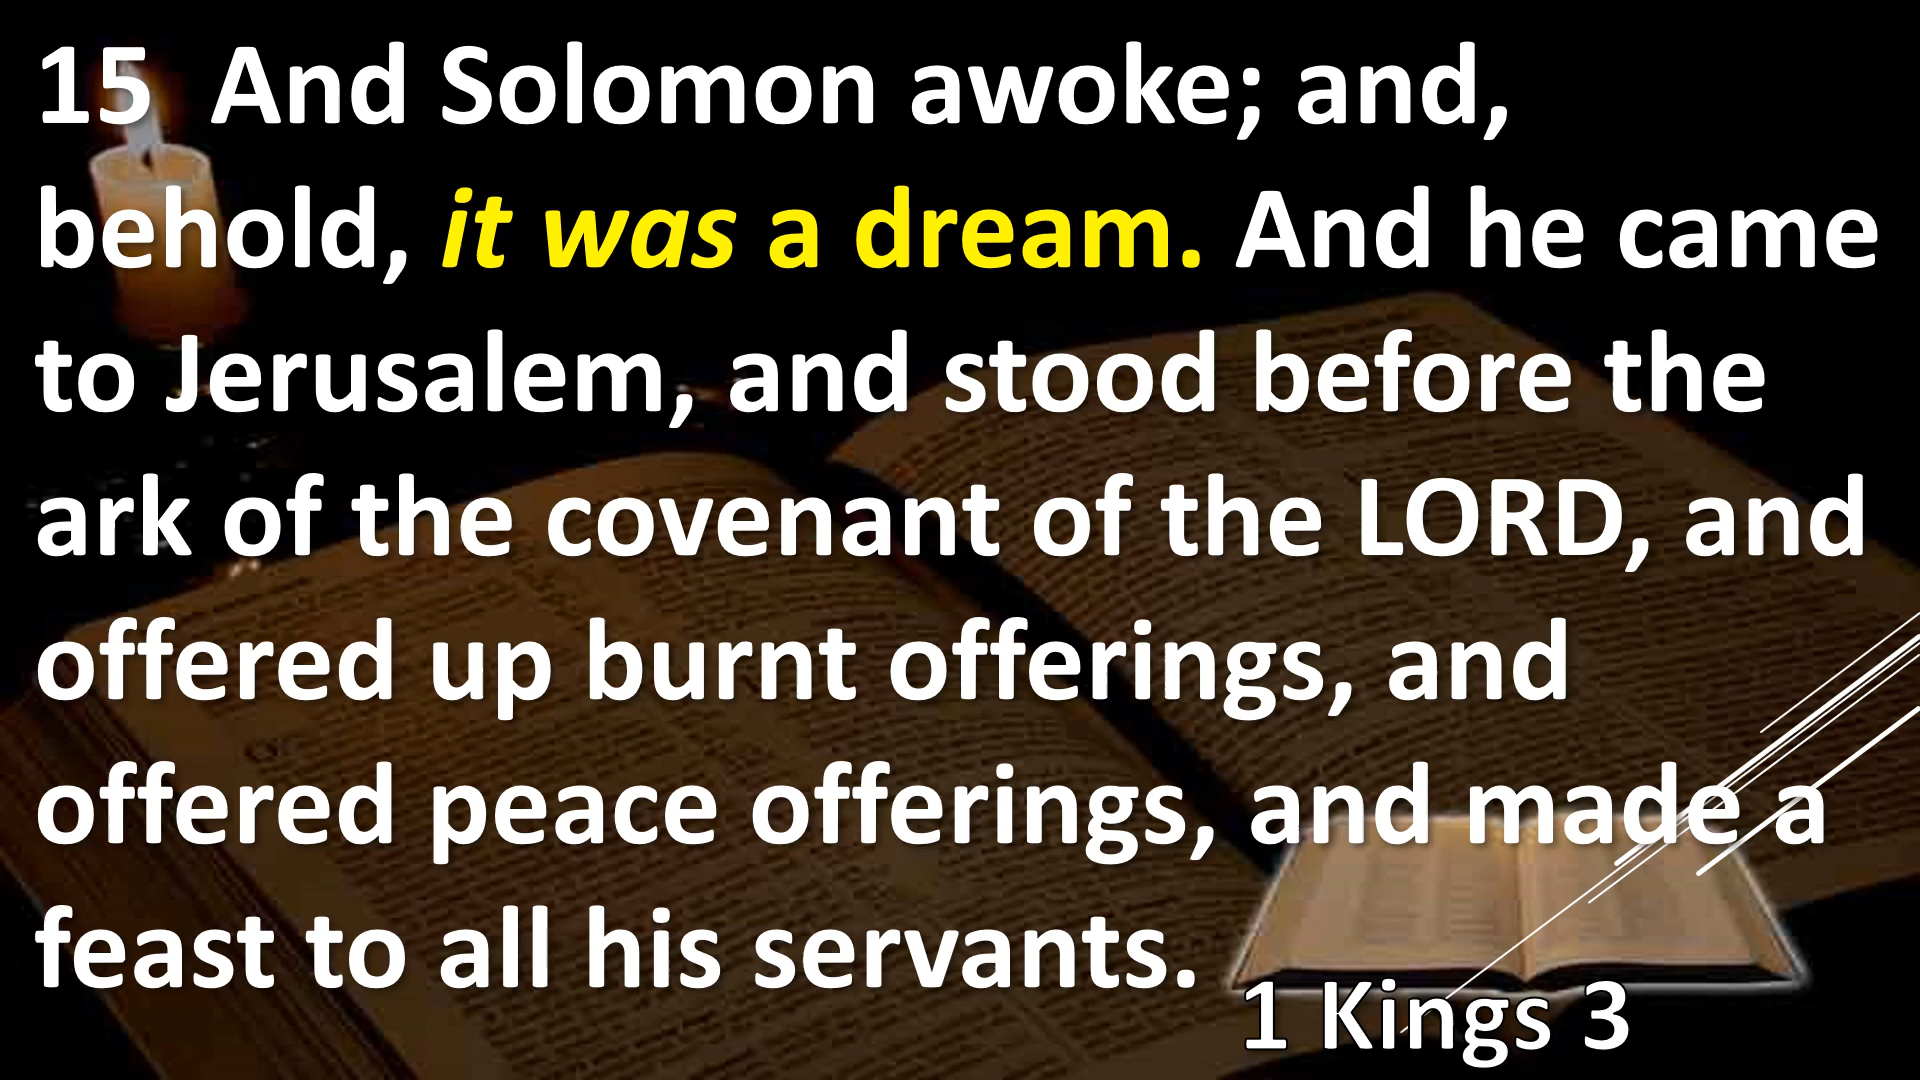 15  And Solomon awoke; and,
behold, it was a dream. And he came
to Jerusalem, and stood before the
ark of the covenant of the LORD, and
offered up burnt offerings, and
offered peace offerings, and made a
feast to all his servants.
1 Kings 3